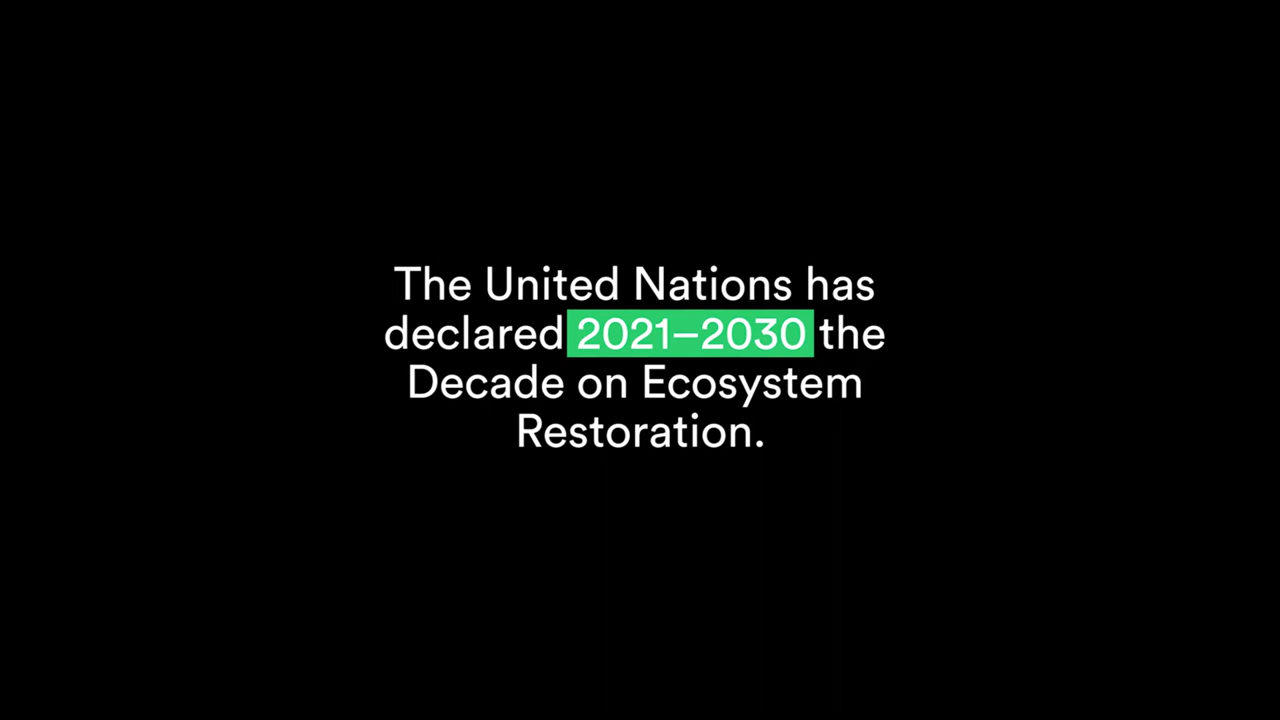 The United Nations has
declared 2021–2030 the
Decade on Ecosystem
Restoration.